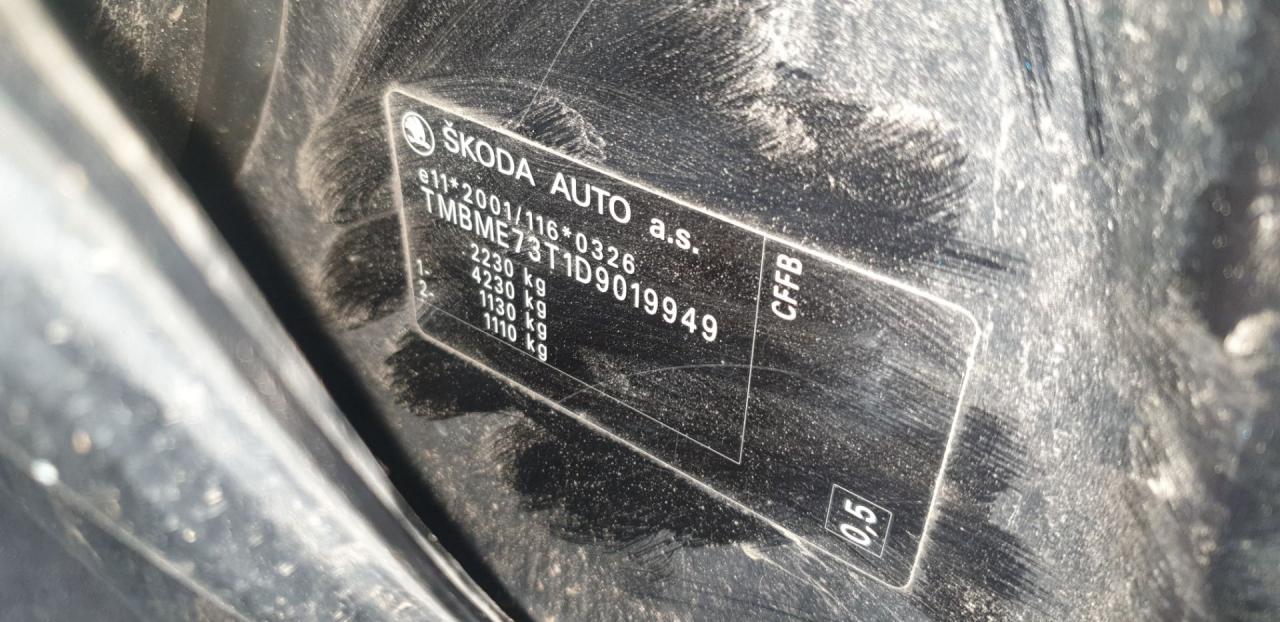 ŠKODA AUTO a.s.
e11*2001/116*0326
TMBME73T1D9019949
2230 kg
4230 kg
1. 1130 kg
2. 1110 kg
CFFB
0,5